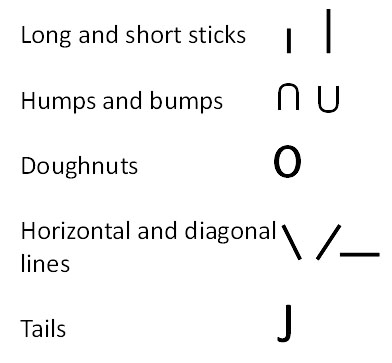 Long and short sticks ı |
Humps and bumps ∩ ∪
Doughnuts O
Horizontal and diagonal \ / —
lines
Tails J